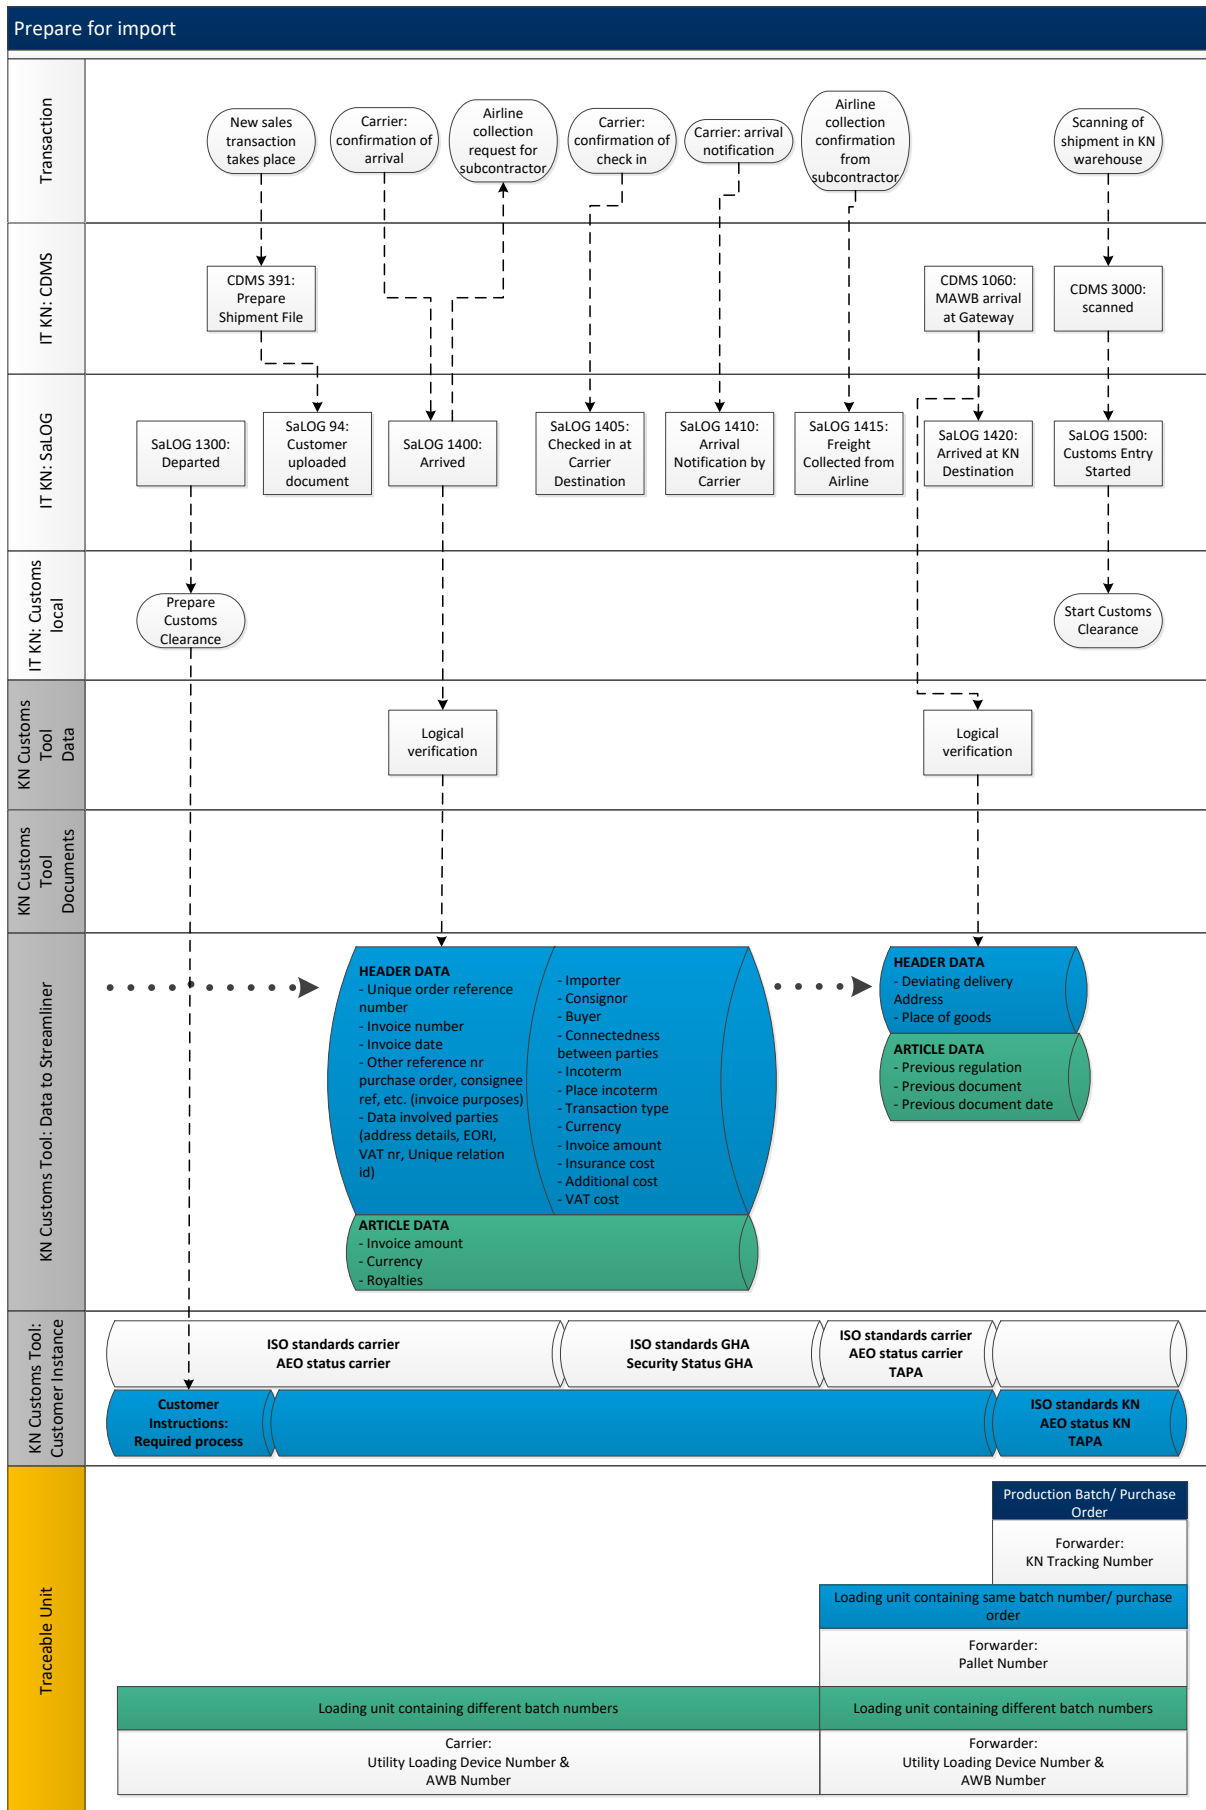 Prepare for import
Transaction
New sales
transaction
takes place
Carrier:
confirmation of
arrival
Airline
collection
request for
subcontractor
Carrier:
confirmation of
check in
Carrier: arrival
notification
Airline
collection
confirmation
from
subcontractor
Scanning of
shipment in KN
warehouse
IT KN: CDMS
CDMS 391:
Prepare
Shipment File
CDMS 1060:
MAWB arrival
at Gateway
CDMS 3000:
scanned
IT KN: SaLOG
SaLOG 1300:
Departed
SaLOG 94:
Customer
uploaded
document
SaLOG 1400:
Arrived
SaLOG 1405:
Checked in at
Carrier
Destination
SaLOG 1410:
Arrival
Notification by
Carrier
SaLOG 1415:
Freight
Collected from
Airline
SaLOG 1420:
Arrived at KN
Destination
SaLOG 1500:
Customs Entry
Started
IT KN: Customs
local
Prepare
Customs
Clearance
Start Customs
Clearance
KN Customs
Tool
Data
Logical
verification
Logical
verification
KN Customs
Tool
Documents
KN Customs Tool: Data to Streamliner
HEADER DATA
- Unique order reference
number
- Invoice number
- Invoice date
- Other reference nr
purchase order, consignee
ref, etc. (invoice purposes)
- Data involved parties
(address details, EORI,
VAT nr, Unique relation
id)
- Importer
- Consignor
- Buyer
- Connectedness
between parties
- Incoterm
- Place incoterm
- Transaction type
- Currency
- Invoice amount
- Insurance cost
- Additional cost
- VAT cost
ARTICLE DATA
- Invoice amount
- Currency
- Royalties
HEADER DATA
- Deviating delivery
Address
- Place of goods
ARTICLE DATA
- Previous regulation
- Previous document
- Previous document date
KN Customs Tool:
Customer Instance
ISO standards carrier
AEO status carrier
ISO standards GHA
Security Status GHA
ISO standards carrier
AEO status carrier
TAPA
Customer
Instructions:
Required process
ISO standards KN
AEO status KN
TAPA
Traceable Unit
Production Batch/ Purchase
Order
Forwarder:
KN Tracking Number
Loading unit containing same batch number/ purchase
order
Forwarder:
Pallet Number
Loading unit containing different batch numbers
Loading unit containing different batch numbers
Carrier:
Utility Loading Device Number &
AWB Number
Forwarder:
Utility Loading Device Number &
AWB Number